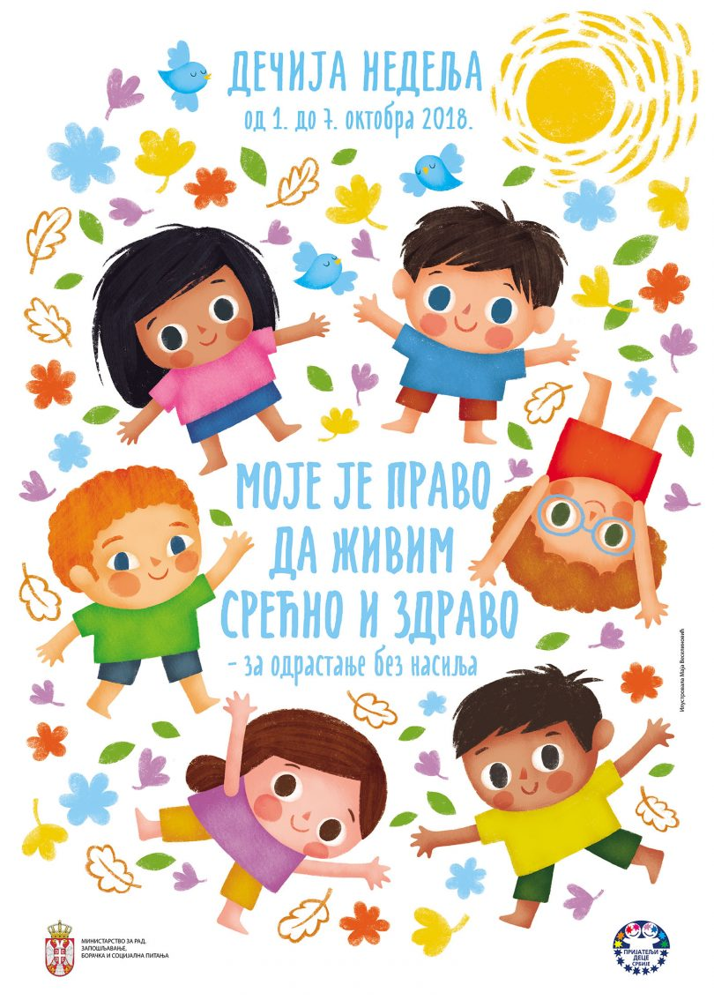 ДЕЧИЈА НЕДЕЉА
од 1. до 7. октобра 2018.
МОЈЕ ЈЕ ПРАВО
ДА ЖИВИМ
СРЕЋНО И ЗДРАВО
– за одрастање без насиља
Илустровала Маја Веселиновић
МИНИСТАРСТВО ЗА РАД,
ЗАПОШЉАВАЊЕ,
БОРАЧКА И СОЦИЈАЛНА ПИТАЊА
ПРИЈАТЕЉИ
ДЕЦЕ
СРБИЈЕ